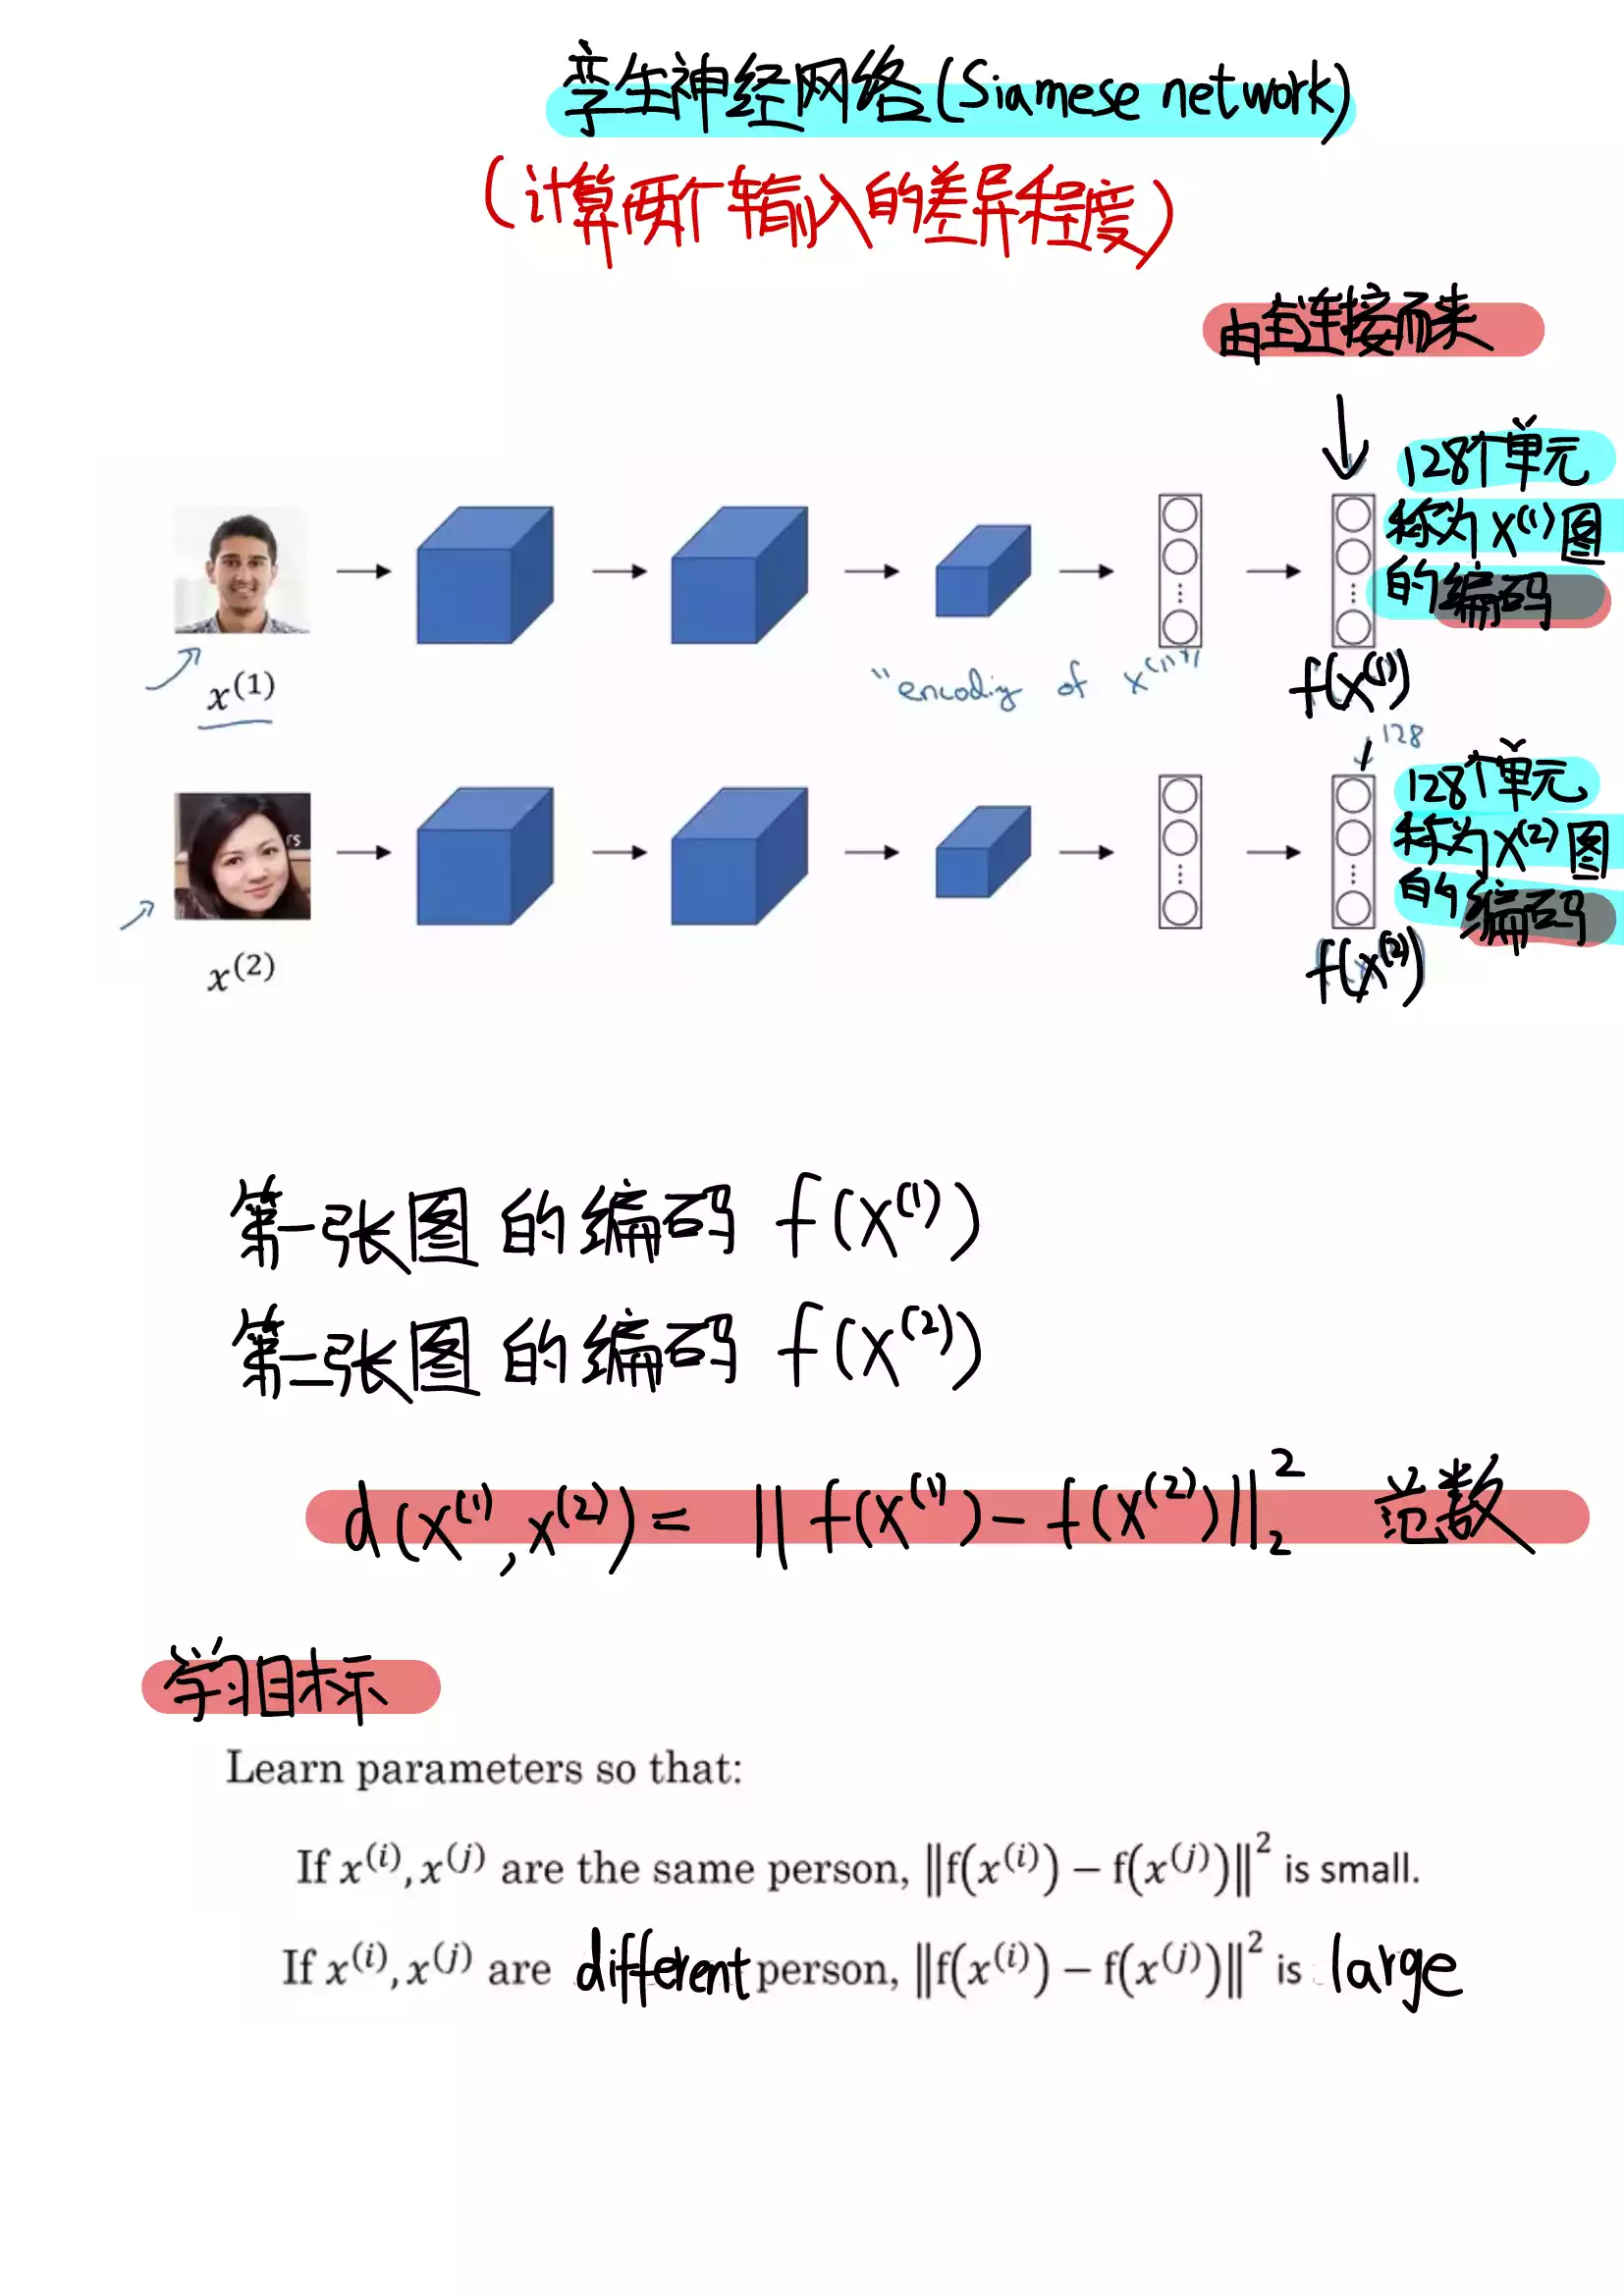 孪生神经网络(Siamese network)
(计算两个输入的差异程度)
由全连接而来
128个单元
称为x⁽¹⁾图
的编码
x⁽¹⁾
"encoding of x⁽¹⁾"
f(x⁽¹⁾)
128
128个单元
称为x⁽²⁾图
的编码
rs
x⁽²⁾
f(x⁽²⁾)
第一张图的编码 f(x⁽¹⁾)
第二张图的编码 f(x⁽²⁾)
d(x⁽¹⁾, x⁽²⁾) = ||f(x⁽¹⁾) - f(x⁽²⁾)||₂² 范数
学习目标
Learn parameters so that:
If x⁽ⁱ⁾, x⁽ʲ⁾ are the same person, ‖f(x⁽ⁱ⁾) − f(x⁽ʲ⁾)‖² is small.
If x⁽ⁱ⁾, x⁽ʲ⁾ are different person, ‖f(x⁽ⁱ⁾) − f(x⁽ʲ⁾)‖² is large